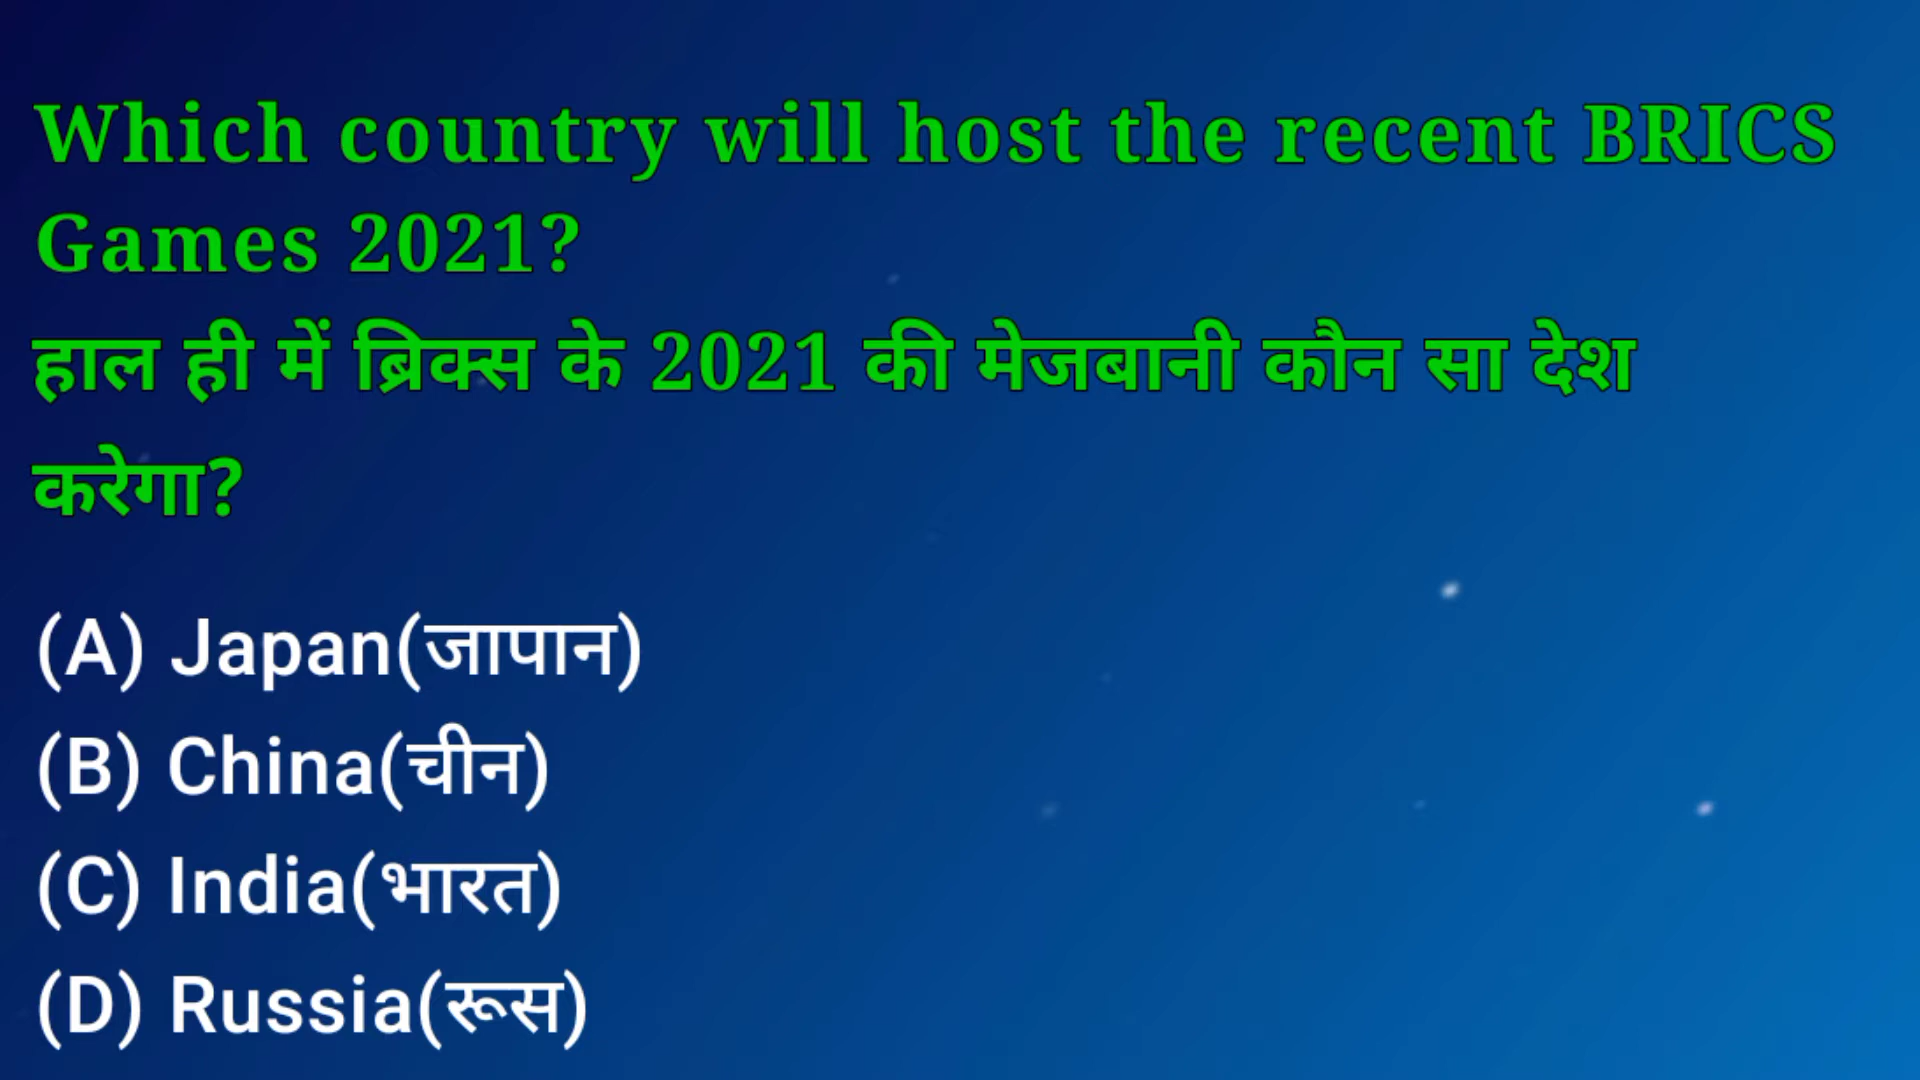 Which country will host the recent BRICS
Games 2021?
हाल ही में ब्रिक्स के 2021 की मेजबानी कौन सा देश
करेगा?
(A) Japan(जापान)
(B) China(चीन)
(C) India(भारत)
(D) Russia(रूस)